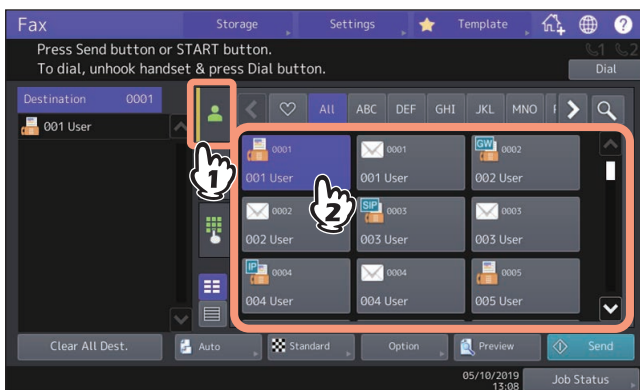 Fax
Storage
Settings
Template
?
Press Send button or START button.
To dial, unhook handset & press Dial button.
1
2
Dial
Destination 0001
001 User
All
ABC
DEF
GHI
JKL
MNO
0001
001 User
0001
001 User
GW 0002
002 User
1
2
0002
002 User
SIP 0003
003 User
0003
003 User
IP 0004
004 User
0004
004 User
0005
005 User
Clear All Dest.
Auto
Standard
Option
Preview
Send
05/10/2019
13:08
Job Status